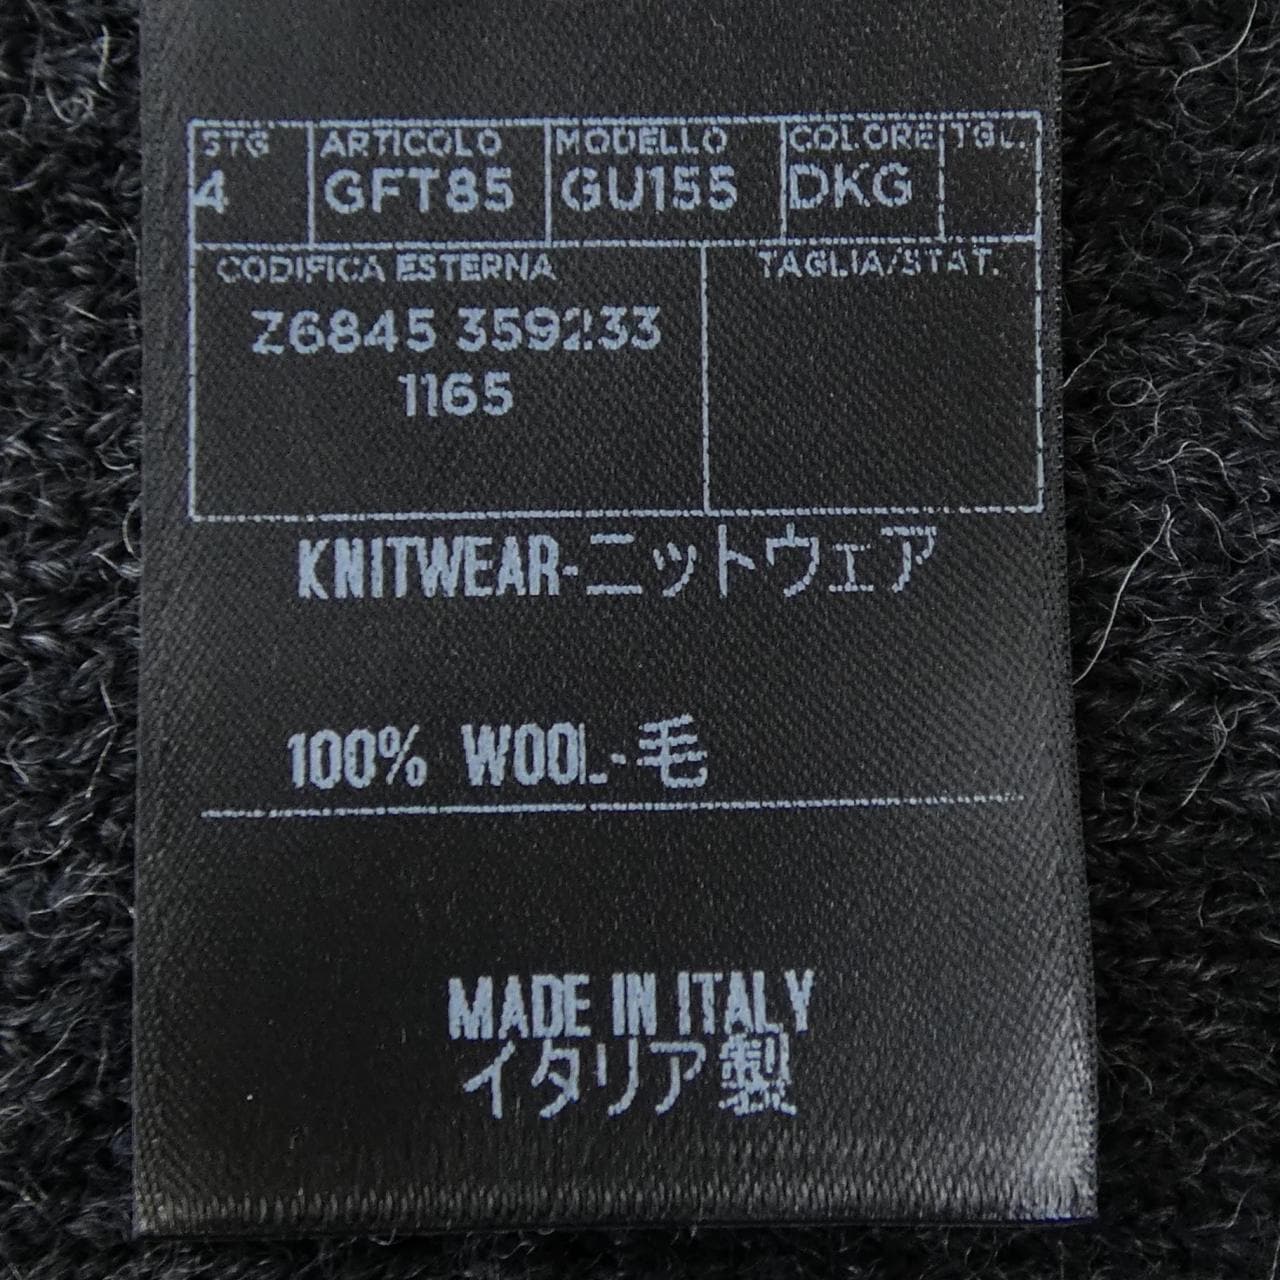 STG ARTICOLO MODELLO COLORE TGL.
4 GFT85 GU155 DKG
CODIFICA ESTERNA TAGLIA/STAT.
Z6845 359233
1165
KNITWEAR-ニットウェア
100% WOOL-毛
MADE IN ITALY
イタリア製